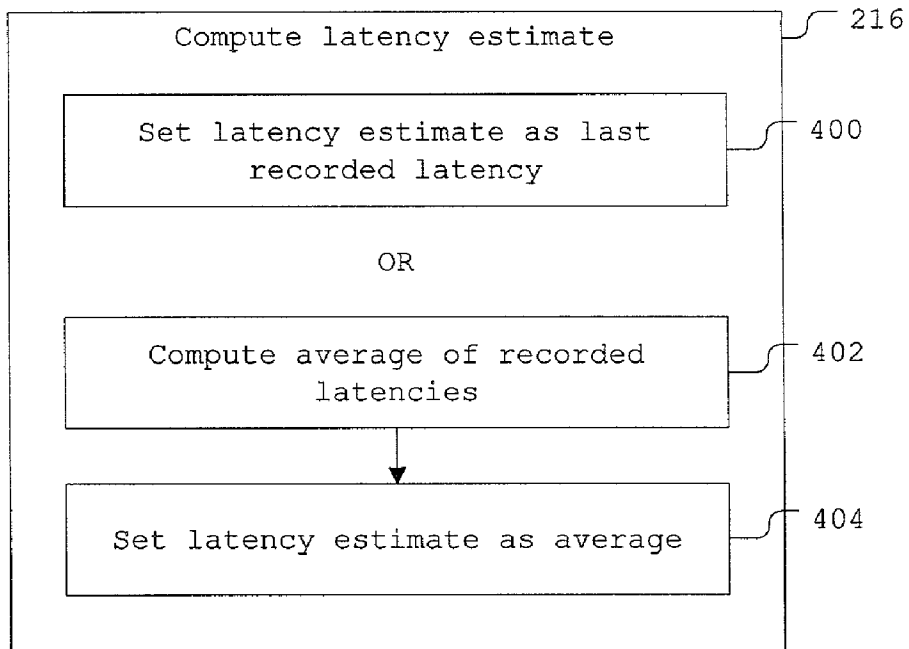 Compute latency estimate
216
Set latency estimate as last
recorded latency
400
OR
Compute average of recorded
latencies
402
Set latency estimate as average
404